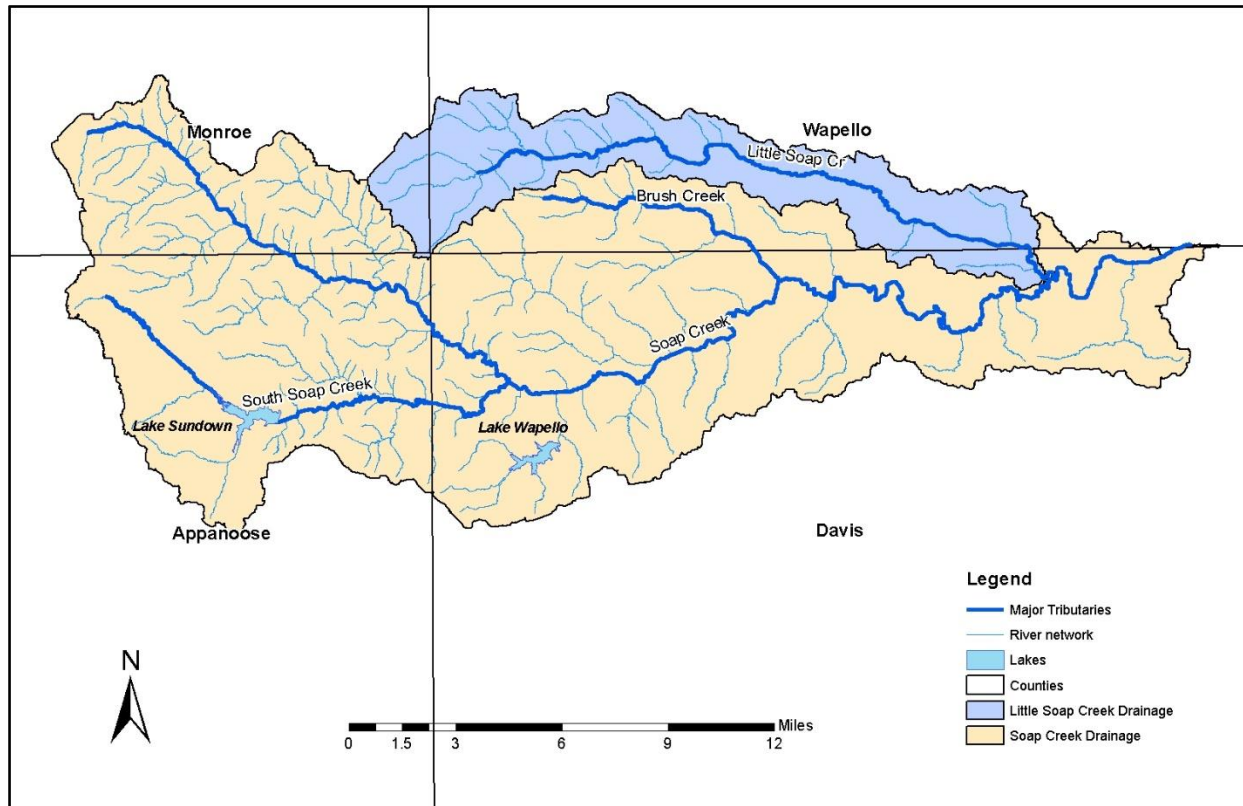 Monroe
Wapello
Little Soap Cr
Brush Creek
Soap Creek
South Soap Creek
Lake Sundown
Lake Wapello
Appanoose
Davis
Legend
Major Tributaries
River network
Lakes
Counties
Little Soap Creek Drainage
Soap Creek Drainage
N
Miles
0 1.5 3 6 9 12